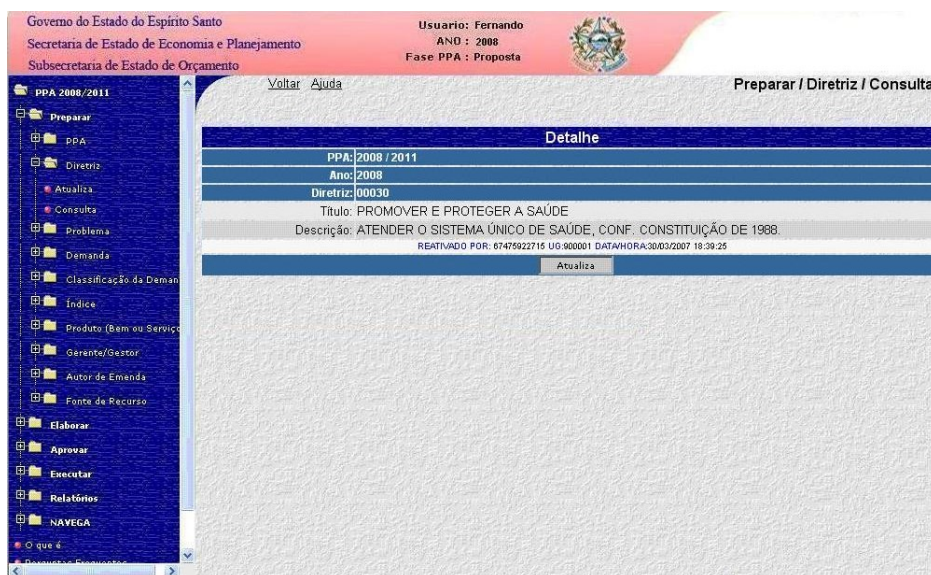 Governo do Estado do Espírito Santo
Secretaria de Estado de Economia e Planejamento
Subsecretaria de Estado de Orçamento
Usuario: Fernando
ANO : 2008
Fase PPA : Proposta
Voltar Ajuda
Preparar / Diretriz / Consulta
PPA 2008/2011
Preparar
PPA
Diretriz
Atualiza
Consulta
Problema
Demanda
Classificação da Deman
Índice
Produto (Bem ou Serviço
Gerente/Gestor
Autor de Emenda
Fonte de Recurso
Elaborar
Aprovar
Executar
Relatórios
NAVEGA
O que é
Perguntas Frequentes
Detalhe
PPA: 2008 / 2011
Ano: 2008
Diretriz: 00030
Título: PROMOVER E PROTEGER A SAÚDE
Descrição: ATENDER O SISTEMA ÚNICO DE SAÚDE, CONF. CONSTITUIÇÃO DE 1988.
REATIVADO POR: 67475922715 UG:900001 DATA/HORA:30/03/2007 18:39:25
Atualiza